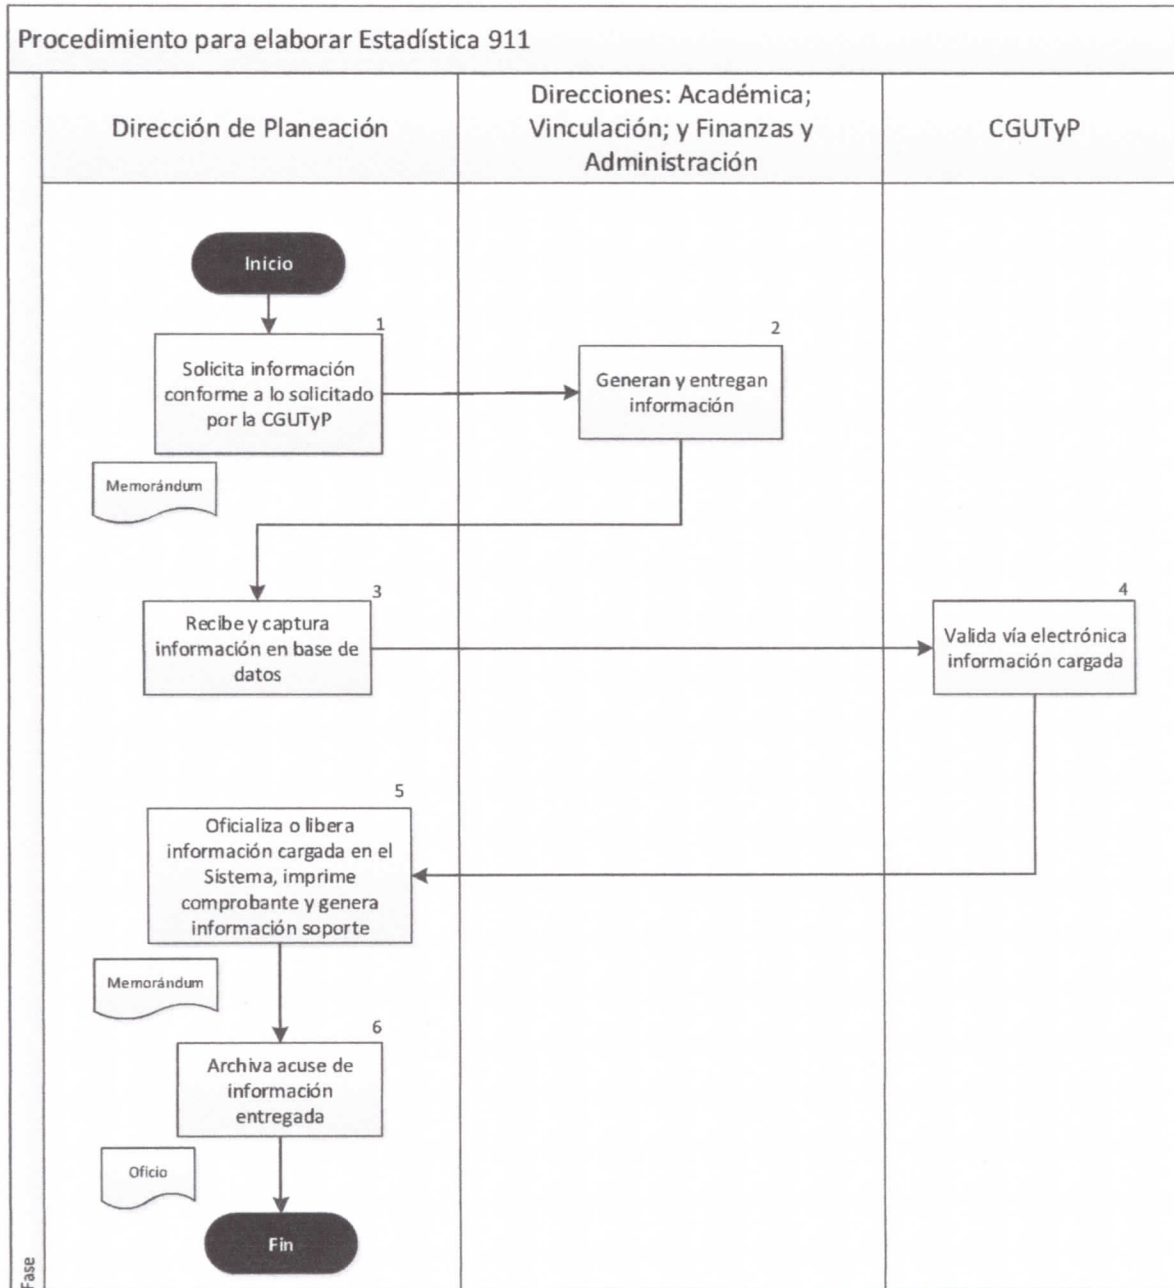 Procedimiento para elaborar Estadística 911
Dirección de Planeación
Direcciones: Académica;
Vinculación; y Finanzas y
Administración
CGUTyP
Inicio
1
Solicita información
conforme a lo solicitado
por la CGUTyP
Memorándum
2
Generan y entregan
información
3
Recibe y captura
información en base de
datos
4
Valida vía electrónica
información cargada
5
Oficializa o libera
información cargada en el
Sistema, imprime
comprobante y genera
información soporte
Memorándum
6
Archiva acuse de
información
entregada
Oficio
Fin
Fase